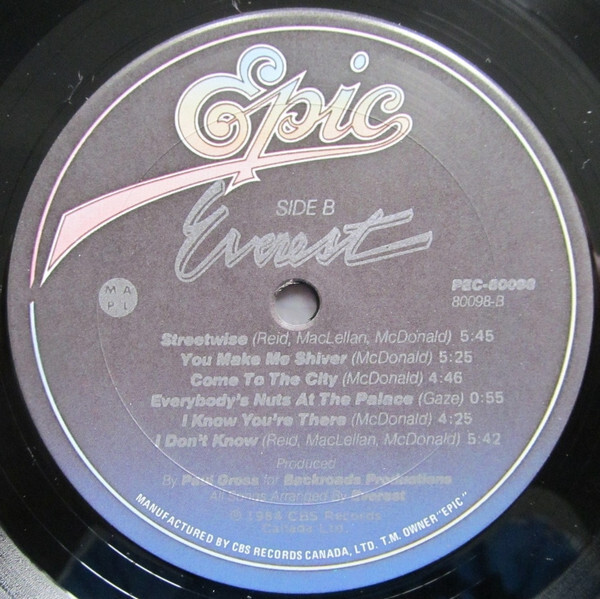 Epic
SIDE B
Everest
M A
P L
PEC-80098
80098-B
Streetwise (Reid, MacLellan, McDonald) 5:45
You Make Me Shiver (McDonald) 5:25
Come To The City (McDonald) 4:46
Everybody's Nuts At The Palace (Gaze) 0:55
I Know You're There (McDonald) 4:25
I Don't Know (Reid, MacLellan, McDonald) 5:42
Produced
By Paul Gross for Backroads Productions
All Songs Arranged By Everest
℗ 1984 CBS Records
Canada Ltd.
MANUFACTURED BY CBS RECORDS CANADA, LTD. T.M. OWNER "EPIC."